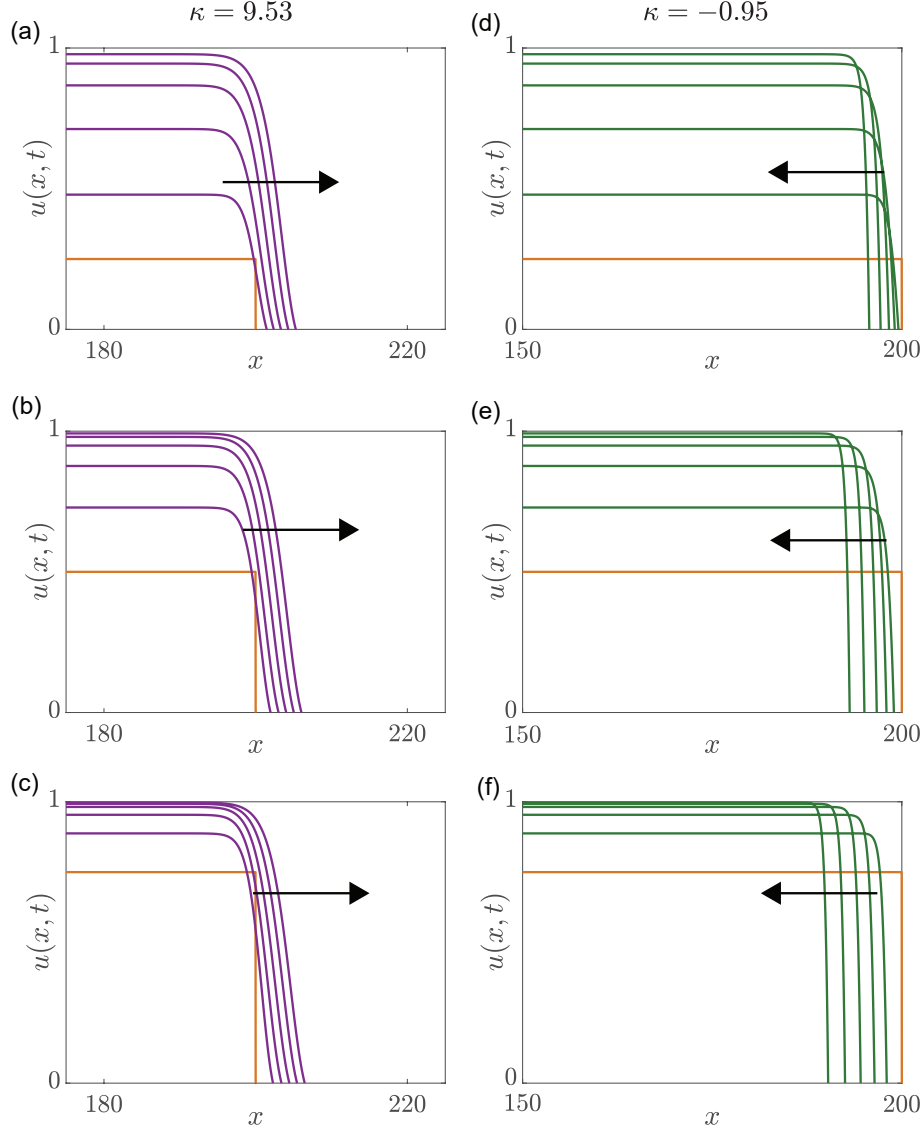 κ = 9.53
(a)
1
u(x, t)
0
180
x
220
(b)
1
u(x, t)
0
180
x
220
(c)
1
u(x, t)
0
180
x
220
κ = −0.95
(d)
1
u(x, t)
0
150
x
200
(e)
1
u(x, t)
0
150
x
200
(f)
1
u(x, t)
0
150
x
200